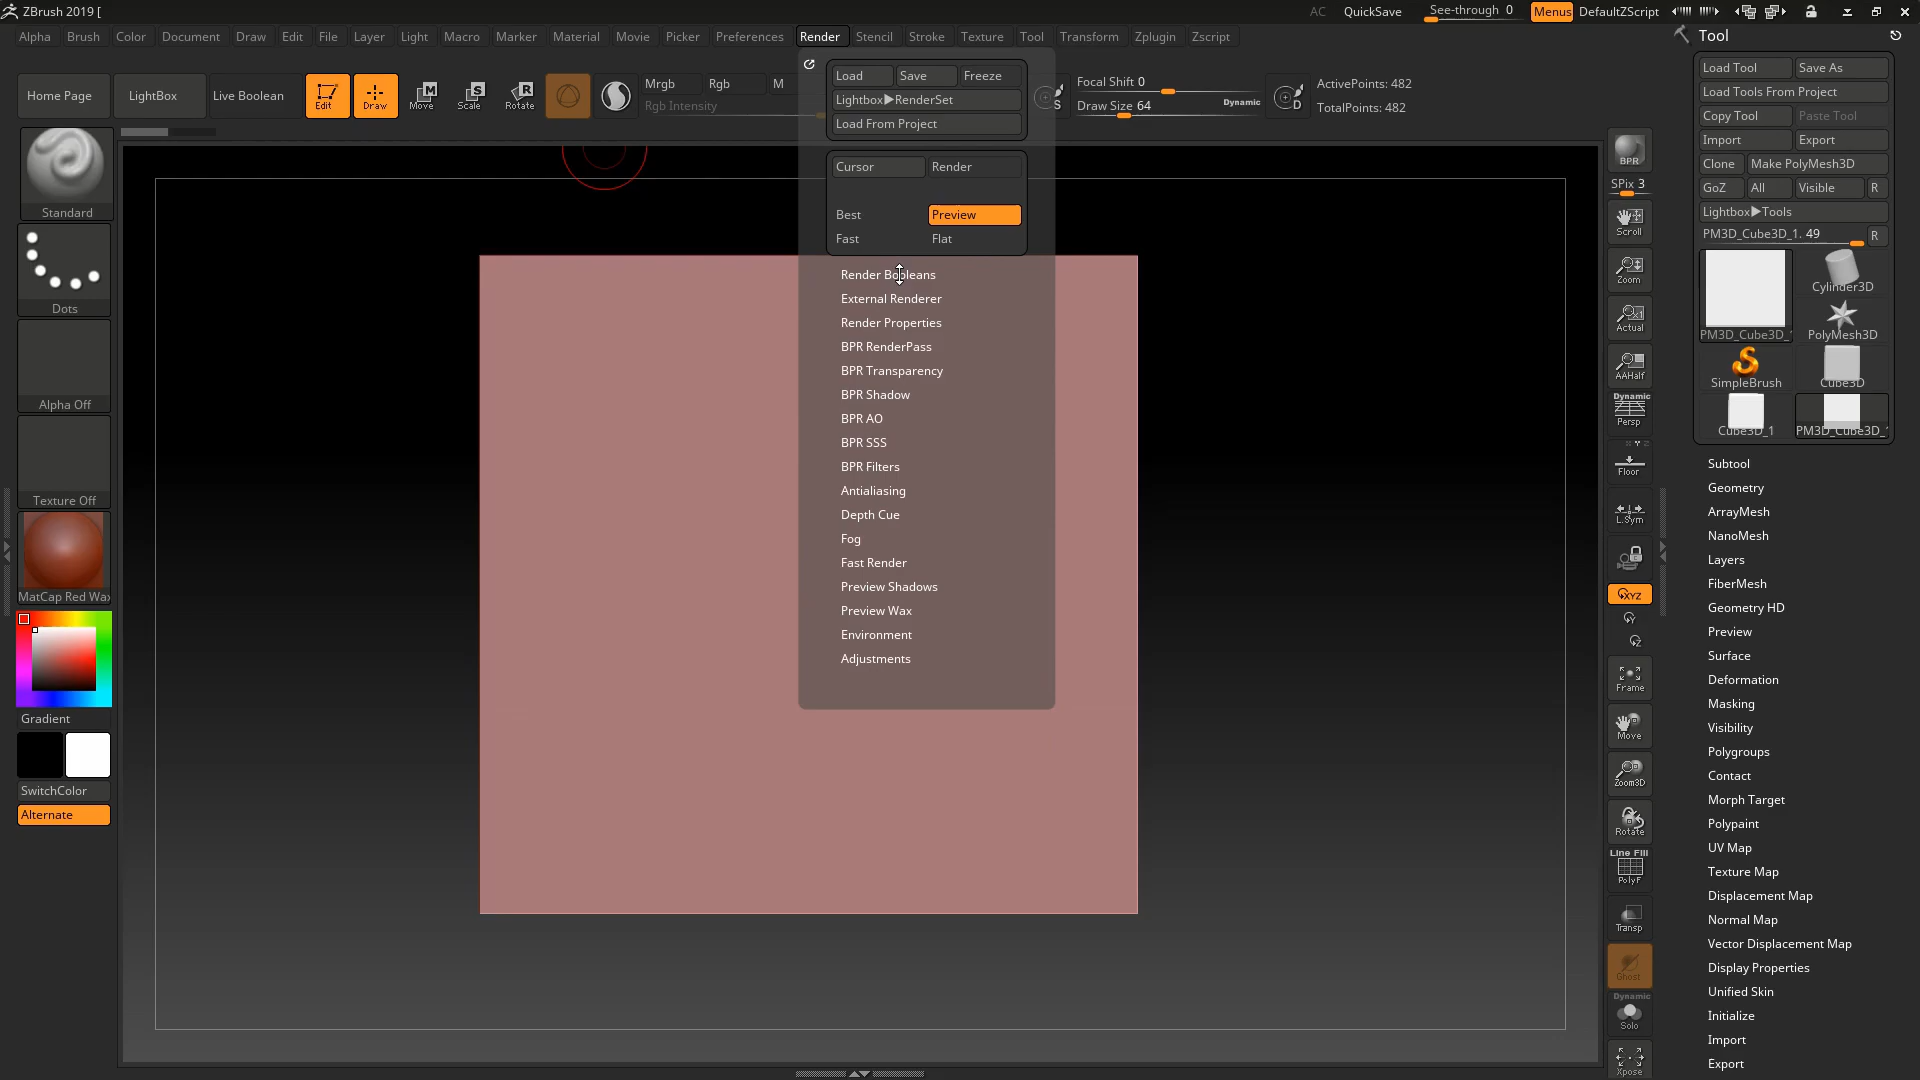 ZBrush 2019 [
AC QuickSave See-through 0 Menus DefaultZScript
Alpha Brush Color Document Draw Edit File Layer Light Macro Marker Material Movie Picker Preferences Render Stencil Stroke Texture Tool Transform Zplugin Zscript
Home Page LightBox Live Boolean Edit Draw Move Scale Rotate
Mrgb Rgb M
Rgb Intensity
Focal Shift 0
Draw Size 64 Dynamic
ActivePoints: 482
TotalPoints: 482
Standard
Dots
Alpha Off
Texture Off
MatCap Red Wax
Gradient
SwitchColor
Alternate
Load Save Freeze
Lightbox▶RenderSet
Load From Project
Cursor Render
Best Preview
Fast Flat
Render Booleans
External Renderer
Render Properties
BPR RenderPass
BPR Transparency
BPR Shadow
BPR AO
BPR SSS
BPR Filters
Antialiasing
Depth Cue
Fog
Fast Render
Preview Shadows
Preview Wax
Environment
Adjustments
BPR
SPix 3
Scroll
Zoom
Actual
AAHalf
Dynamic
Persp
Floor
L.Sym
XYZ
Y
Z
Frame
Move
Zoom3D
Rotate
Line Fill
PolyF
Transp
Ghost
Dynamic
Solo
Xpose
Tool
Load Tool Save As
Load Tools From Project
Copy Tool Paste Tool
Import Export
Clone Make PolyMesh3D
GoZ All Visible R
Lightbox▶Tools
PM3D_Cube3D_1. 49 R
Cylinder3D
PM3D_Cube3D_1 PolyMesh3D
SimpleBrush Cube3D
Cube3D_1 PM3D_Cube3D_1
Subtool
Geometry
ArrayMesh
NanoMesh
Layers
FiberMesh
Geometry HD
Preview
Surface
Deformation
Masking
Visibility
Polygroups
Contact
Morph Target
Polypaint
UV Map
Texture Map
Displacement Map
Normal Map
Vector Displacement Map
Display Properties
Unified Skin
Initialize
Import
Export